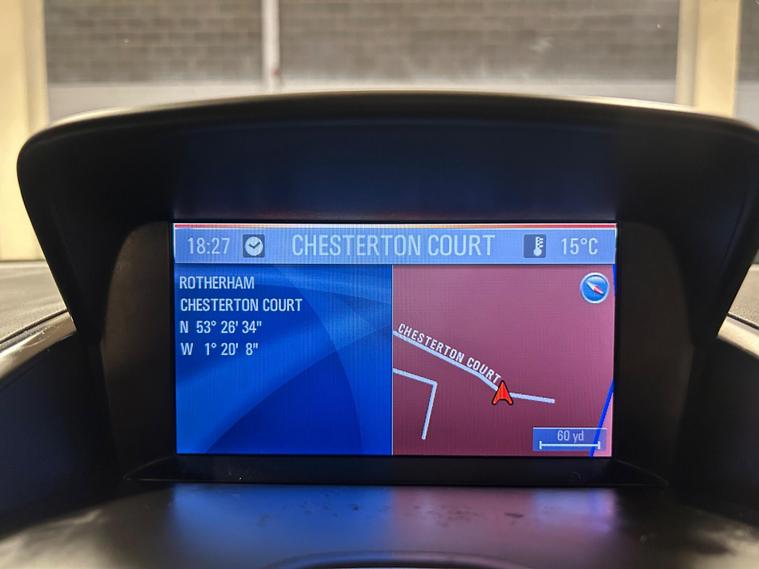 18:27 CHESTERTON COURT 15°C
ROTHERHAM
CHESTERTON COURT
N 53° 26' 34"
W 1° 20' 8"
CHESTERTON COURT
60 yd